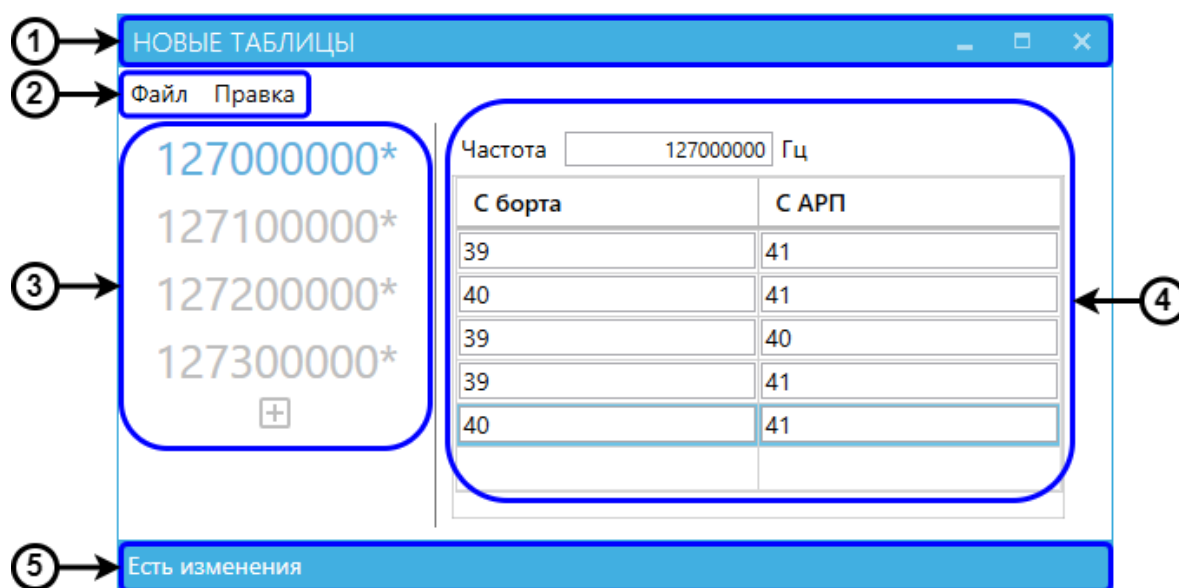 1 НОВЫЕ ТАБЛИЦЫ
2 Файл Правка
127000000*
127100000*
3 127200000*
127300000*
Частота 127000000 Гц
С борта С АРП
39 41
40 41
39 40
39 41
40 41
4
5 Есть изменения